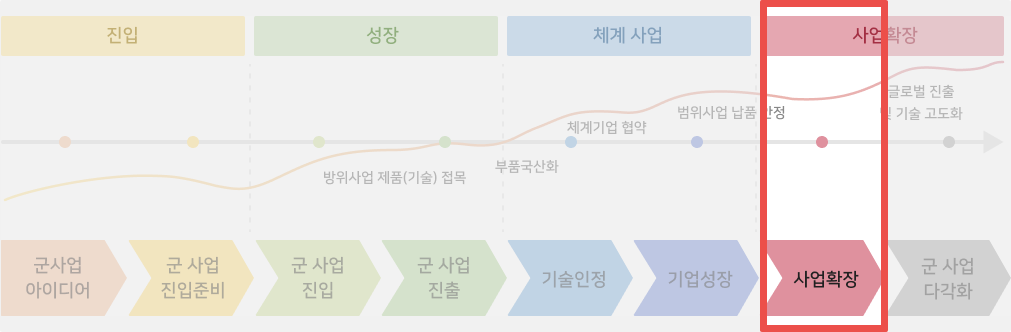 진입
성장
체계 사업
사업확장
글로벌 진출
및 기술 고도화
범위사업 납품 안정
체계기업 협약
부품국산화
방위사업 제품(기술) 접목
군사업
아이디어
군 사업
진입준비
군 사업
진입
군 사업
진출
기술인정
기업성장
사업확장
군 사업
다각화